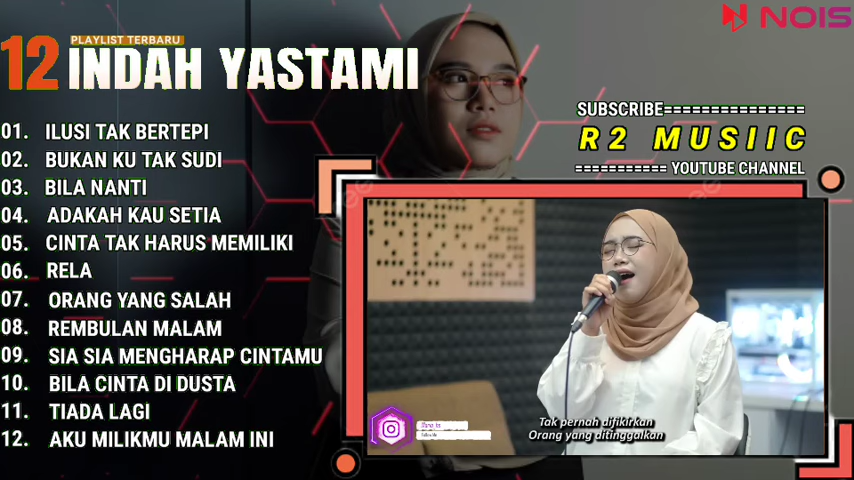 NOIS
PLAYLIST TERBARU
12 INDAH YASTAMI
SUBSCRIBE===============
R2 MUSIIC
=========== YOUTUBE CHANNEL
01. ILUSI TAK BERTEPI
02. BUKAN KU TAK SUDI
03. BILA NANTI
04. ADAKAH KAU SETIA
05. CINTA TAK HARUS MEMILIKI
06. RELA
07. ORANG YANG SALAH
08. REMBULAN MALAM
09. SIA SIA MENGHARAP CINTAMU
10. BILA CINTA DI DUSTA
11. TIADA LAGI
12. AKU MILIKMU MALAM INI
Tak pernah difikirkan
Orang yang ditinggalkan